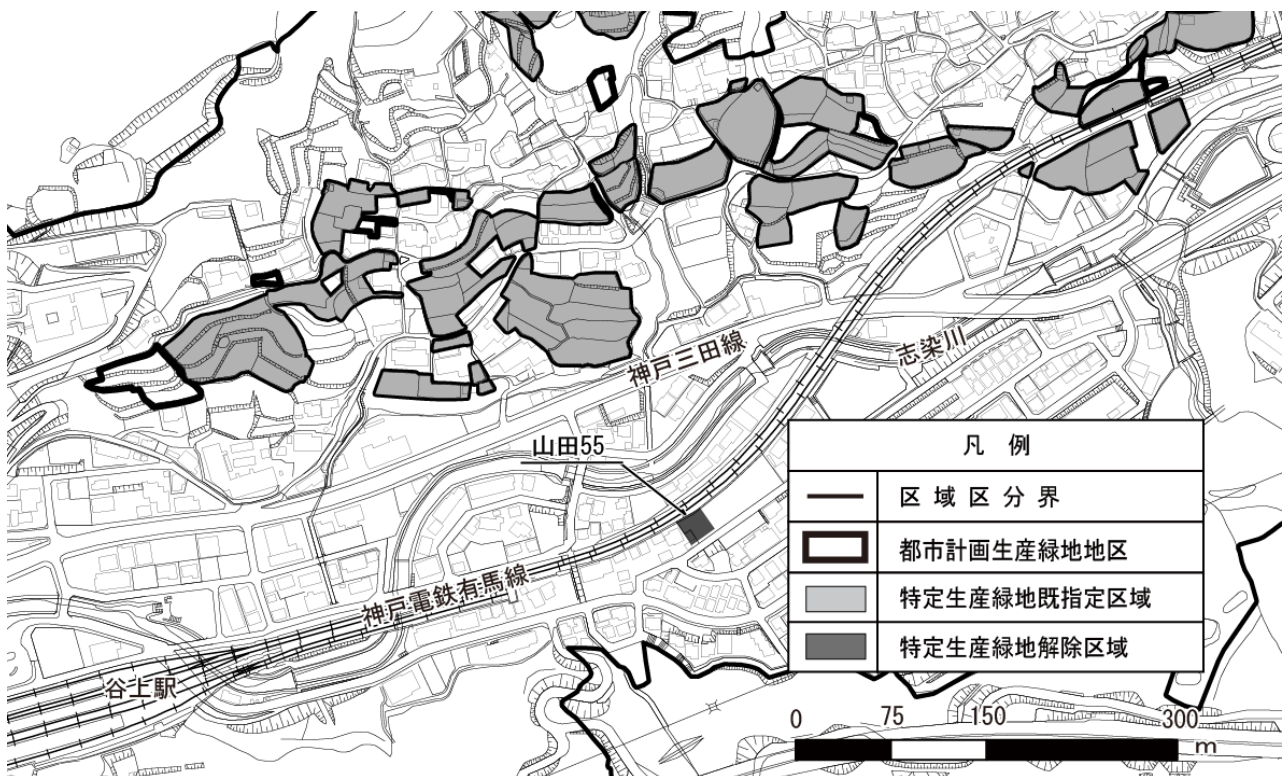 神戸三田線
志染川
山田55
神戸電鉄有馬線
谷上駅
凡 例
区 域 区 分 界
都市計画生産緑地地区
特定生産緑地既指定区域
特定生産緑地解除区域
0 75 150 300
m